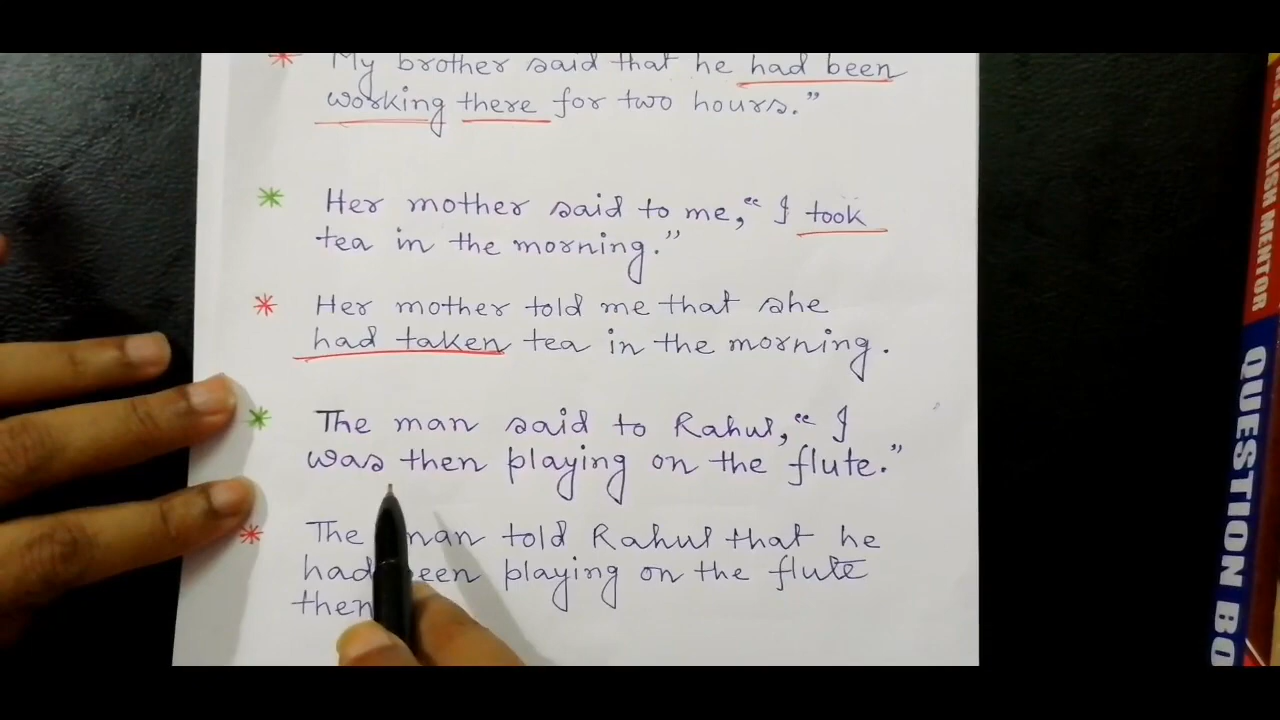 My brother said that he had been
working there for two hours.”
Her mother said to me, “I took
tea in the morning.”
Her mother told me that she
had taken tea in the morning.
The man said to Rahul, “I
was then playing on the flute.”
The man told Rahul that he
had been playing on the flute
then
ENGLISH MENTOR
QUESTION BO